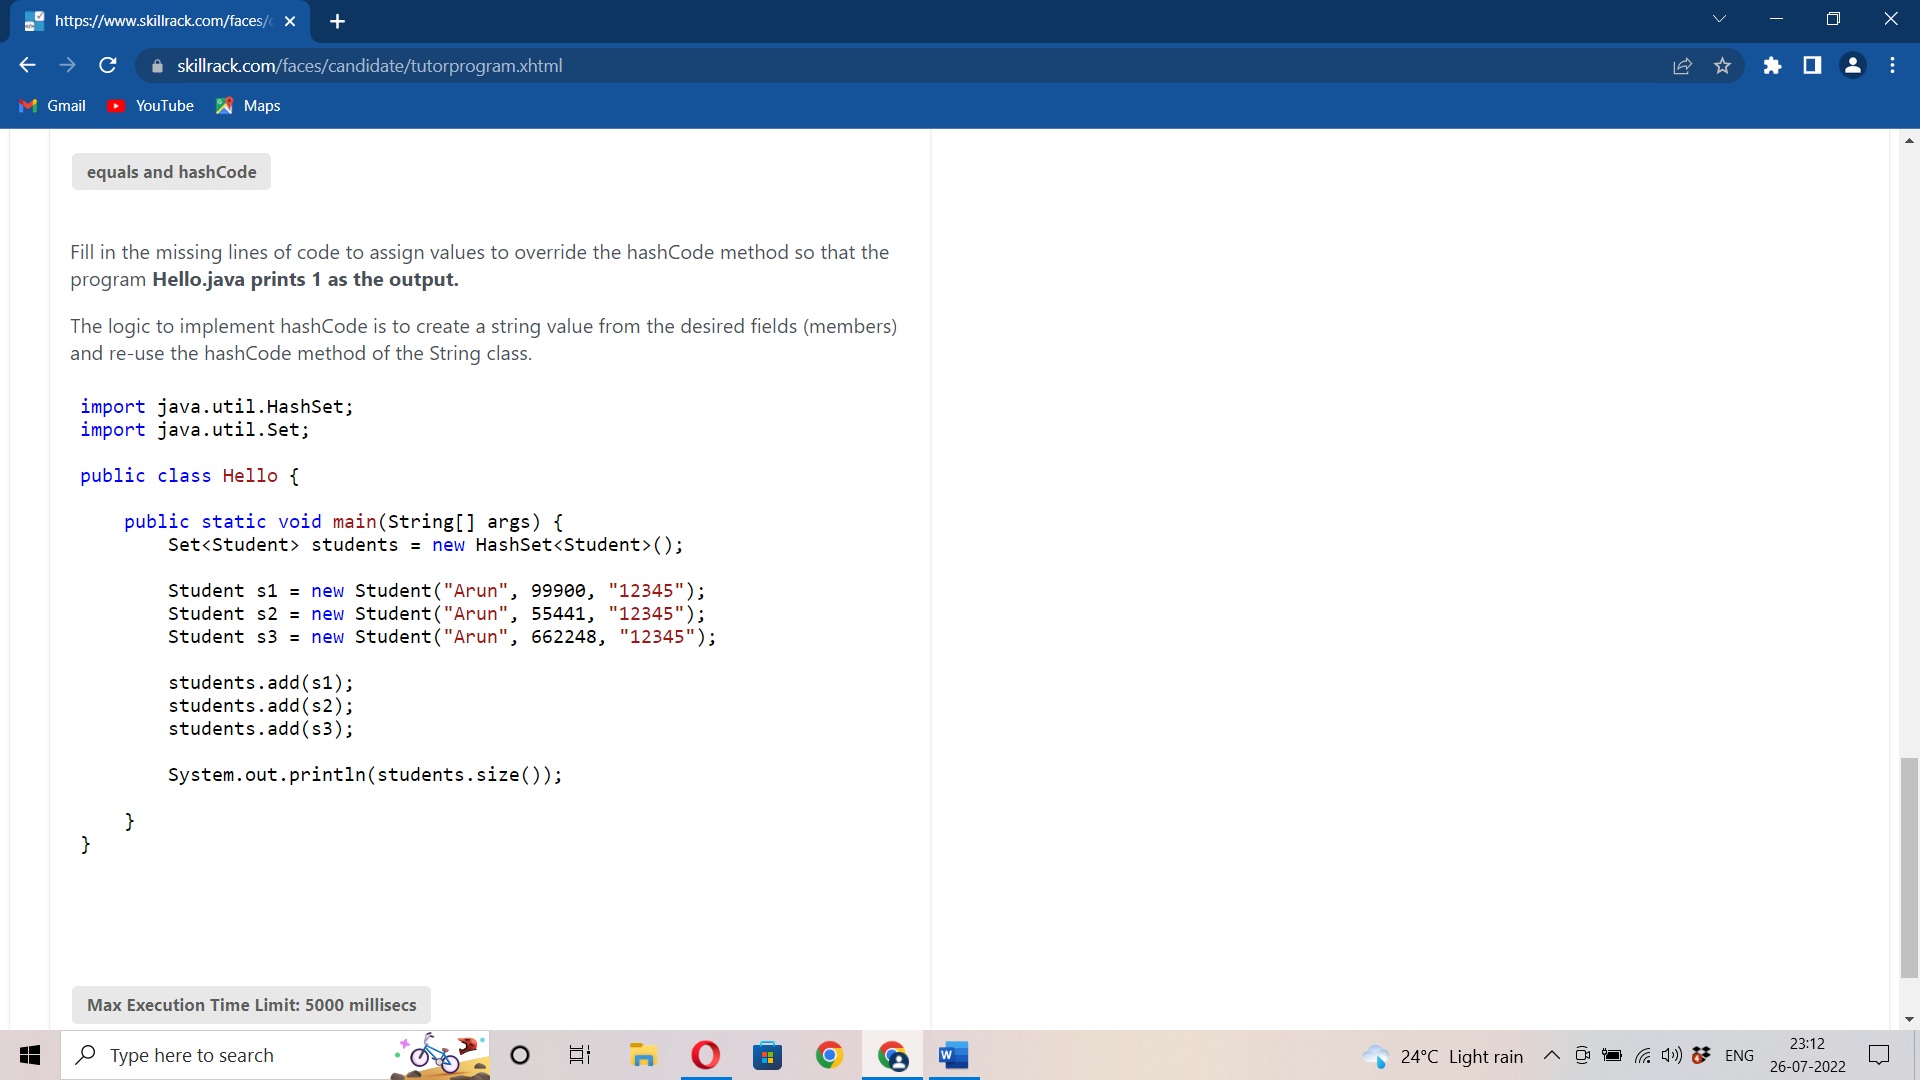 https://www.skillrack.com/faces/c
skillrack.com/faces/candidate/tutorprogram.xhtml
Gmail YouTube Maps
equals and hashCode
Fill in the missing lines of code to assign values to override the hashCode method so that the
program Hello.java prints 1 as the output.
The logic to implement hashCode is to create a string value from the desired fields (members)
and re-use the hashCode method of the String class.
import java.util.HashSet;
import java.util.Set;
public class Hello {
public static void main(String[] args) {
Set<Student> students = new HashSet<Student>();
Student s1 = new Student("Arun", 99900, "12345");
Student s2 = new Student("Arun", 55441, "12345");
Student s3 = new Student("Arun", 662248, "12345");
students.add(s1);
students.add(s2);
students.add(s3);
System.out.println(students.size());
}
}
Max Execution Time Limit: 5000 millisecs
Type here to search
24°C Light rain
ENG
23:12
26-07-2022